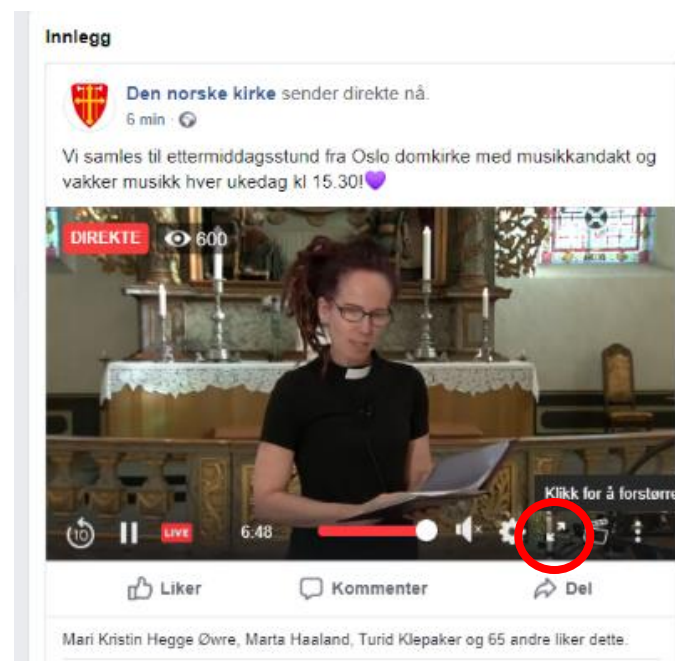 Innlegg
Den norske kirke sender direkte nå.
6 min
Vi samles til ettermiddagsstund fra Oslo domkirke med musikkandakt og
vakker musikk hver ukedag kl 15.30!💜
DIREKTE 600
Klikk for å forstørre
10 LIVE 6:48
Liker Kommenter Del
Mari Kristin Hegge Øwre, Marta Haaland, Turid Klepaker og 65 andre liker dette.